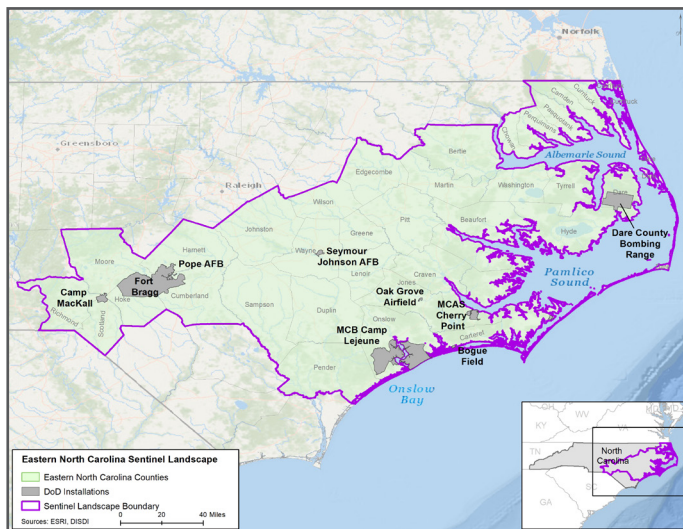 Norfolk
Currituck
Camden
Pasquotank
Perquimans
Chowan
Bertie
Albemarle Sound
Greensboro
Edgecombe
Raleigh
Martin
Washington
Tyrrell
Dare
Wilson
Johnston
Pitt
Beaufort
Greene
Hyde
Dare County
Bombing
Range
Harnett
Wayne
Seymour
Johnson AFB
Moore
Pope AFB
Lenoir
Craven
Pamlico
Sound
Camp
MacKall
Fort
Bragg
Jones
Oak Grove
Airfield
MCAS
Cherry
Point
Hoke
Cumberland
Sampson
Duplin
Onslow
Richmond
Scotland
MCB Camp
Lejeune
Carteret
Bogue
Field
Pender
Onslow
Bay
Eastern North Carolina Sentinel Landscape
Eastern North Carolina Counties
DoD Installations
Sentinel Landscape Boundary
Sources: ESRI, DISDI
0 20 40 Miles
OH
WV
KY
VA
TN
North
Carolina
SC
GA